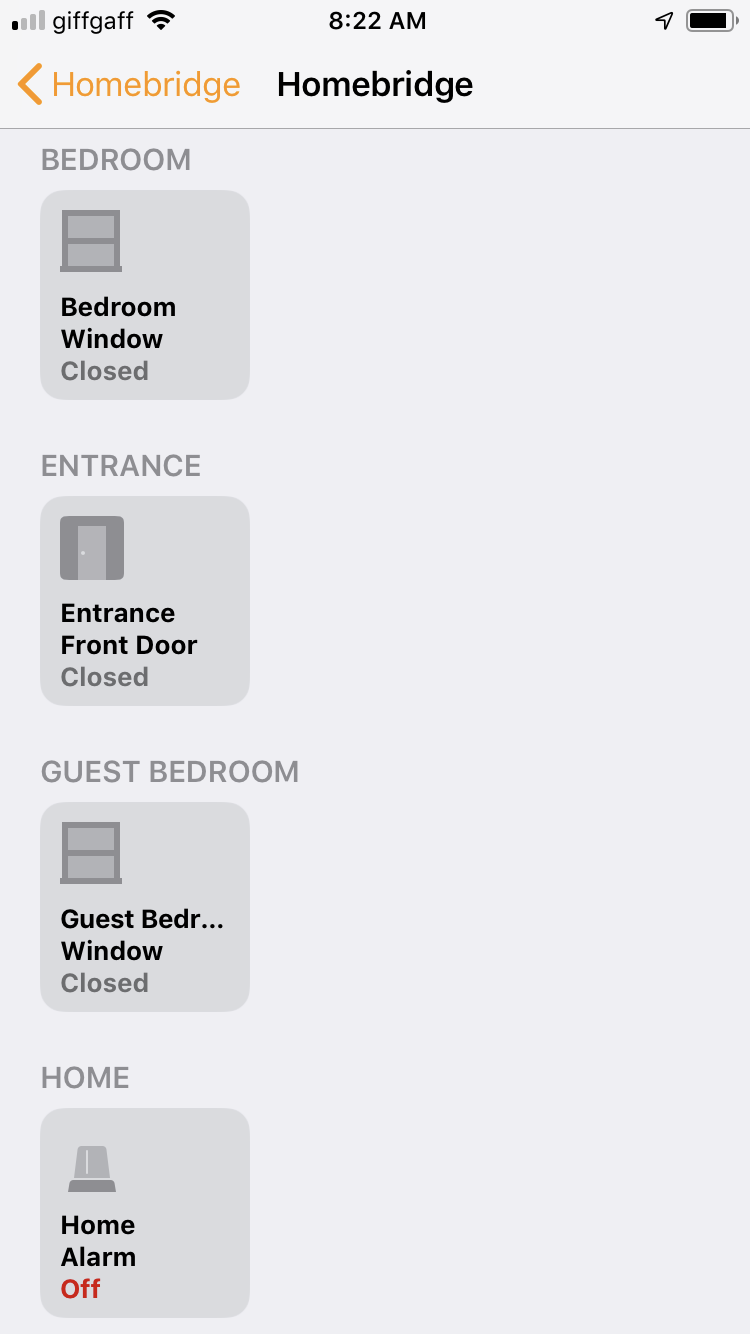 giffgaff 8:22 AM
Homebridge Homebridge
BEDROOM
Bedroom
Window
Closed
ENTRANCE
Entrance
Front Door
Closed
GUEST BEDROOM
Guest Bedr...
Window
Closed
HOME
Home
Alarm
Off